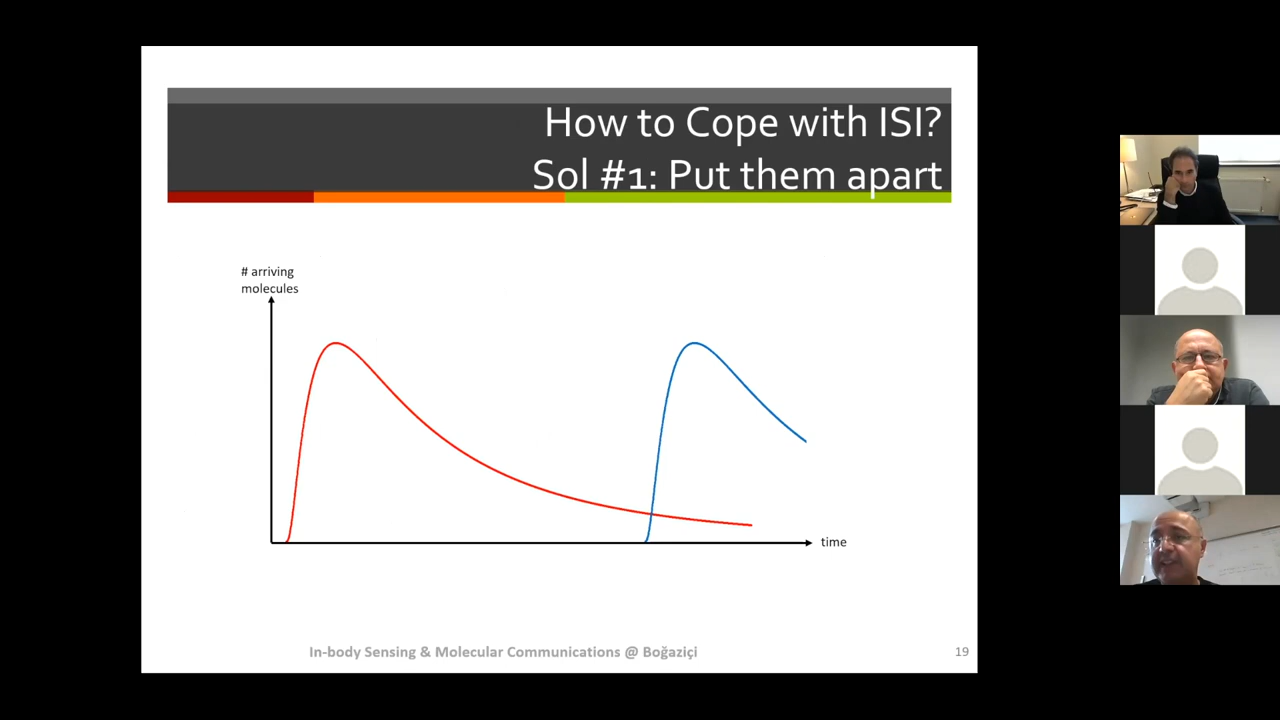 How to Cope with ISI?
Sol #1: Put them apart
# arriving
molecules
time
In-body Sensing & Molecular Communications @ Boğaziçi
19